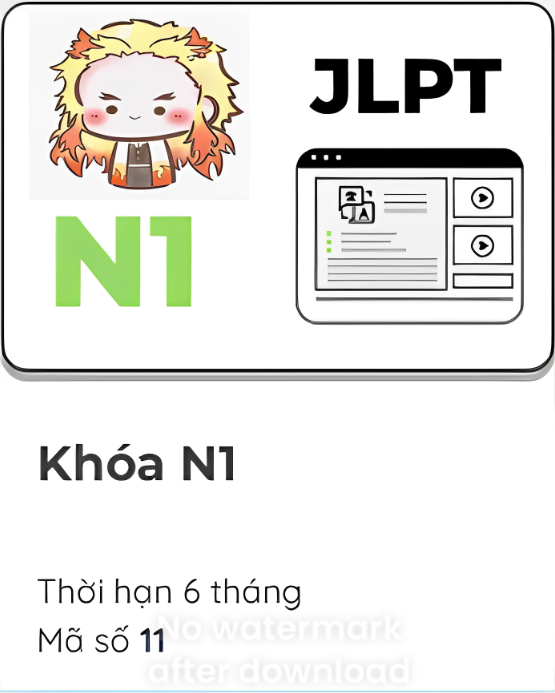 JLPT
N1
Khóa N1
Thời hạn 6 tháng
Mã số 11
No watermark
after download